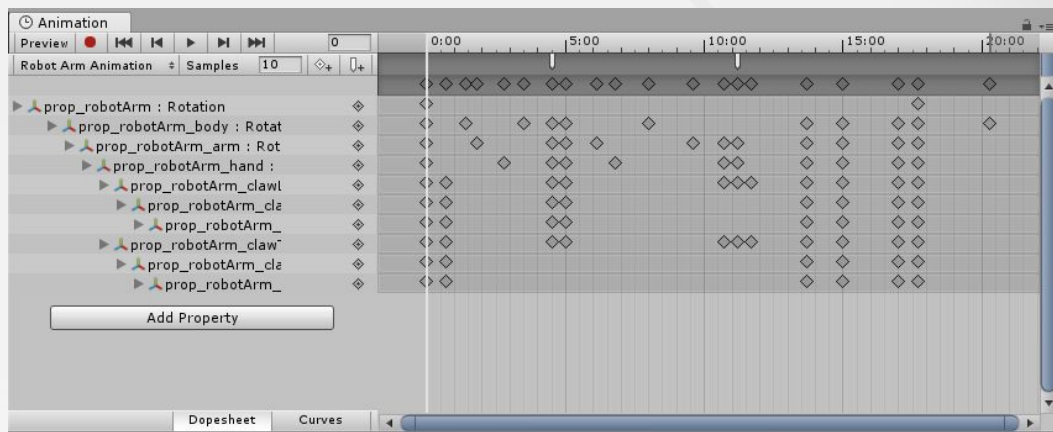 Animation
Preview 0 0:00 5:00 10:00 15:00 20:00
Robot Arm Animation Samples 10
prop_robotArm : Rotation
prop_robotArm_body : Rotat
prop_robotArm_arm : Rot
prop_robotArm_hand :
prop_robotArm_clawL
prop_robotArm_cla
prop_robotArm_
prop_robotArm_claw
prop_robotArm_cla
prop_robotArm_
Add Property
Dopesheet Curves